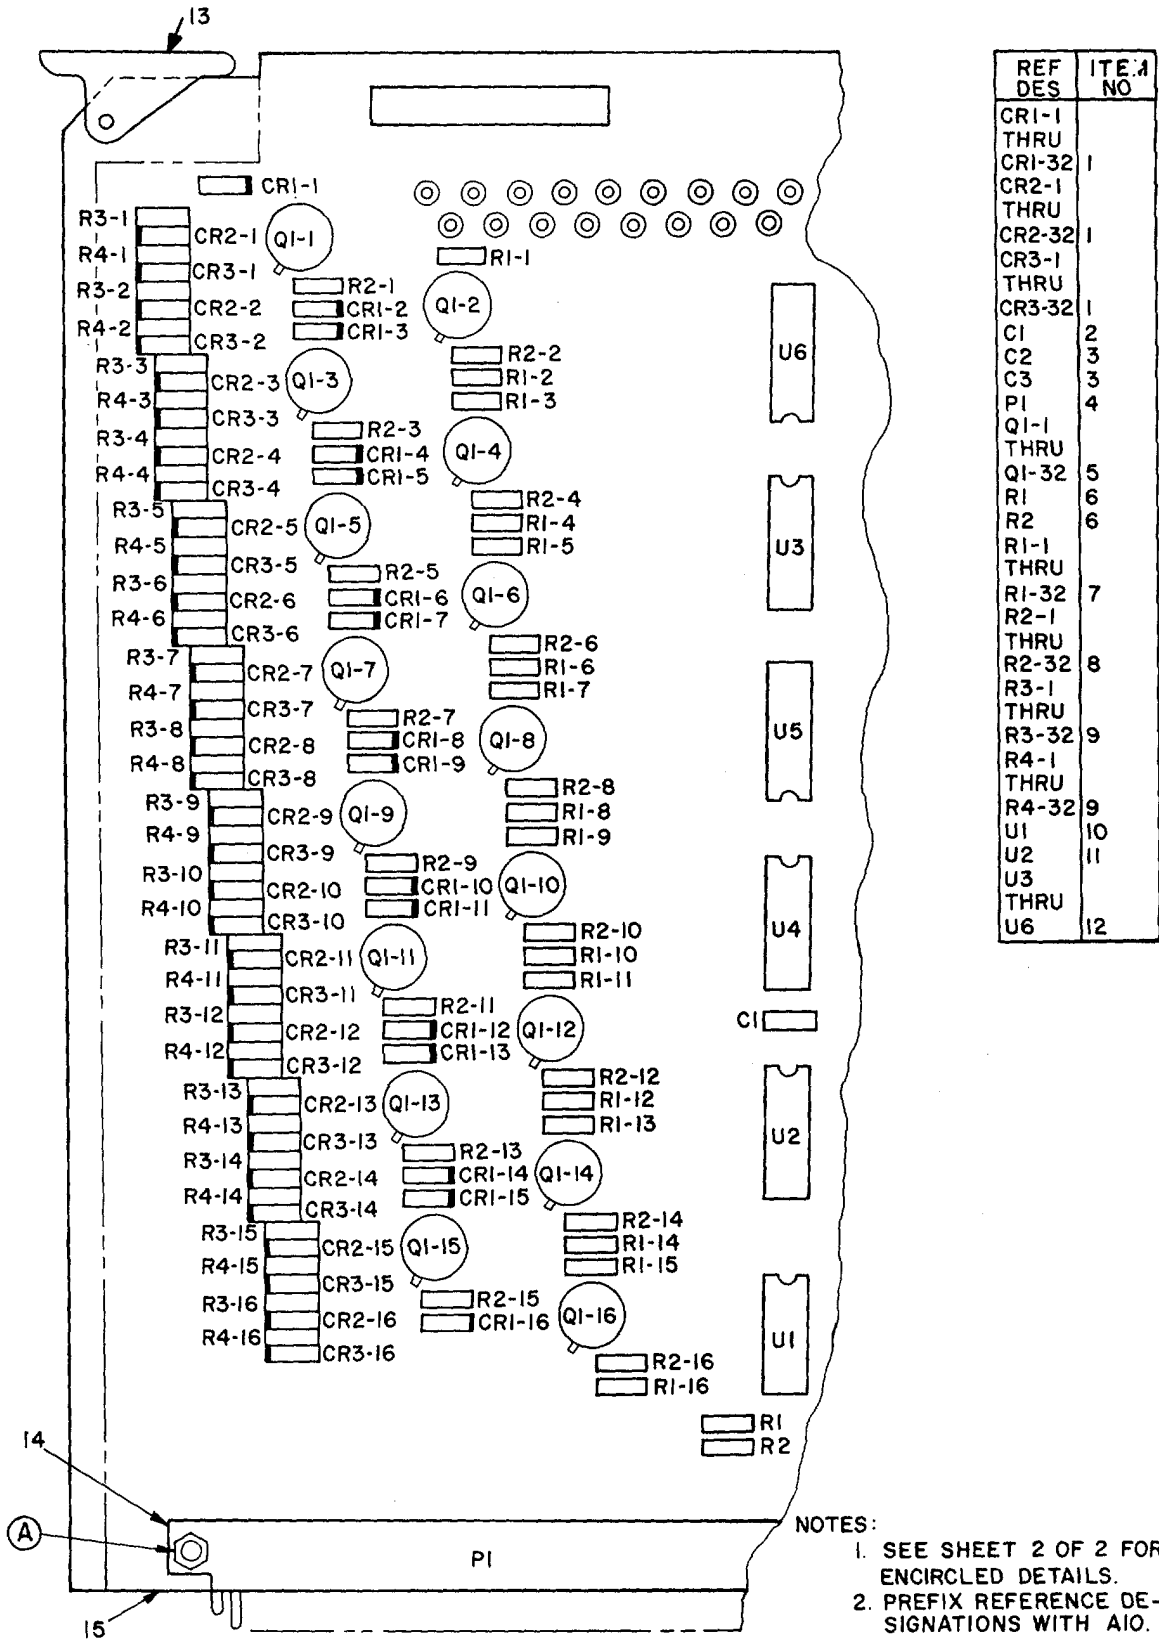 13
REF DES | ITEM NO
CR1-1
THRU
CR1-32 1
CR2-1
THRU
CR2-32 1
CR3-1
THRU
CR3-32 1
C1 2
C2 3
C3 3
P1 4
Q1-1
THRU
Q1-32 5
R1 6
R2 6
R1-1
THRU
R1-32 7
R2-1
THRU
R2-32 8
R3-1
THRU
R3-32 9
R4-1
THRU
R4-32 9
U1 10
U2 11
U3
THRU
U6 12
CR1-1
R3-1
CR2-1
Q1-1
R4-1
CR3-1
R1-1
R3-2
R2-1
CR2-2
CR1-2
Q1-2
R4-2
CR3-2
CR1-3
U6
R3-3
R2-2
CR2-3
Q1-3
R1-2
R4-3
R1-3
CR3-3
R3-4
R2-3
CR2-4
CR1-4
Q1-4
R4-4
CR3-4
CR1-5
R3-5
R2-4
CR2-5
Q1-5
R1-4
R4-5
R1-5
U3
CR3-5
R3-6
R2-5
CR2-6
CR1-6
Q1-6
R4-6
CR3-6
CR1-7
R3-7
R2-6
CR2-7
Q1-7
R1-6
R4-7
R1-7
CR3-7
R3-8
R2-7
CR2-8
CR1-8
Q1-8
U5
R4-8
CR3-8
CR1-9
R3-9
R2-8
CR2-9
Q1-9
R1-8
R4-9
R1-9
CR3-9
R3-10
R2-9
CR2-10
CR1-10
Q1-10
R4-10
CR3-10
CR1-11
R3-11
R2-10
U4
CR2-11
Q1-11
R1-10
R4-11
R1-11
CR3-11
R3-12
R2-11
C1
CR2-12
CR1-12
Q1-12
R4-12
CR3-12
CR1-13
R3-13
R2-12
CR2-13
Q1-13
R1-12
R4-13
R1-13
CR3-13
U2
R3-14
R2-13
CR2-14
CR1-14
Q1-14
R4-14
CR3-14
CR1-15
R3-15
R2-14
CR2-15
Q1-15
R1-14
R4-15
R1-15
CR3-15
R3-16
R2-15
CR2-16
CR1-16
Q1-16
R4-16
CR3-16
U1
R2-16
R1-16
R1
R2
14
A
P1
15
NOTES:
1. SEE SHEET 2 OF 2 FOR
ENCIRCLED DETAILS.
2. PREFIX REFERENCE DE-
SIGNATIONS WITH A10.